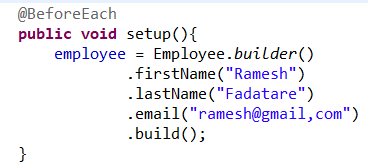 @BeforeEach
public void setup(){
employee = Employee.builder()
.firstName("Ramesh")
.lastName("Fadatare")
.email("ramesh@gmail,com")
.build();
}